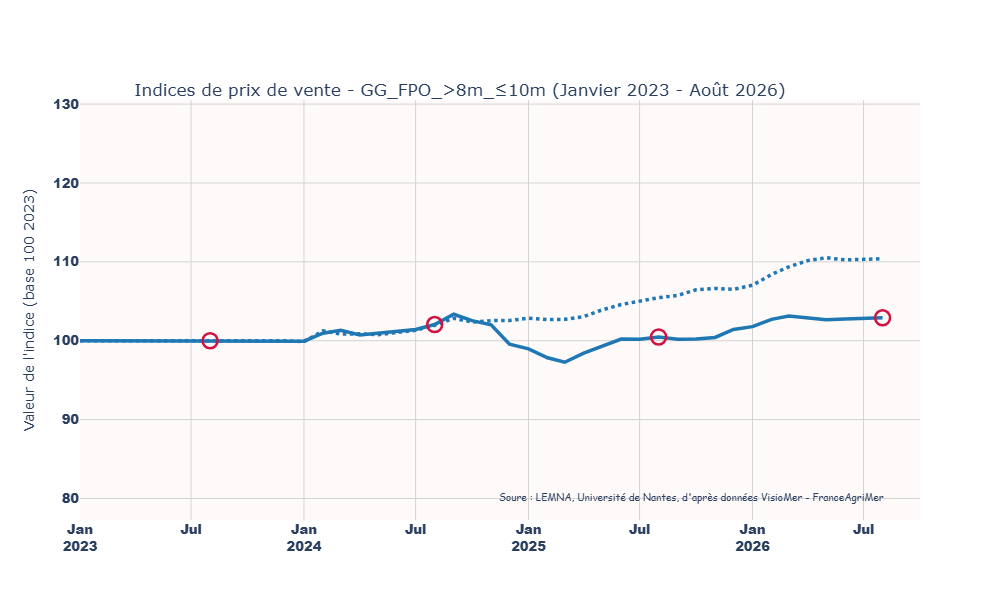 Indices de prix de vente - GG_FPO_>8m_≤10m (Janvier 2023 - Août 2026)
Valeur de l'Indice (base 100 2023)
130
120
110
100
90
80
Soure : LEMNA, Université de Nantes, d'après données VisioMer - FranceAgriMer
Jan Jul Jan Jul Jan Jul Jan Jul
2023 2024 2025 2026